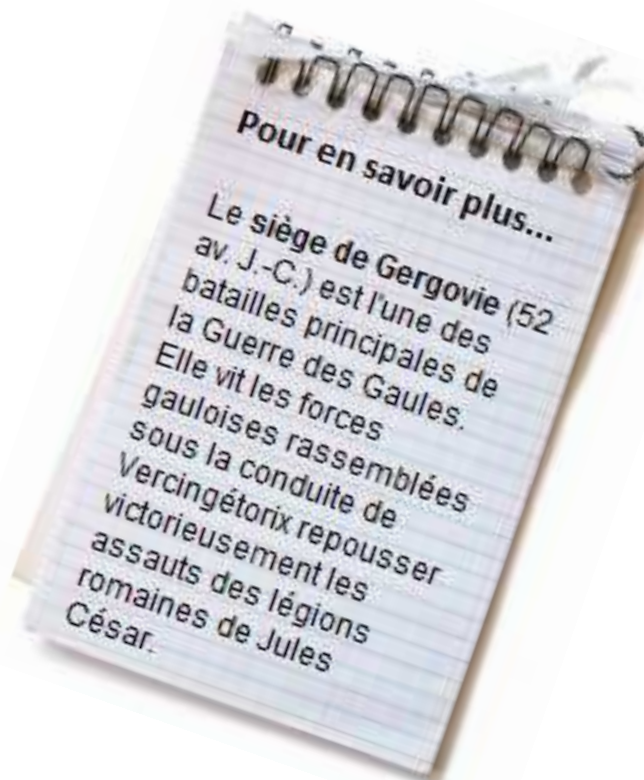 Pour en savoir plus...
Le siège de Gergovie (52
av. J.-C.) est l'une des
batailles principales de
la Guerre des Gaules.
Elle vit les forces
gauloises rassemblées
sous la conduite de
Vercingétorix repousser
victorieusement les
assauts des légions
romaines de Jules
César.